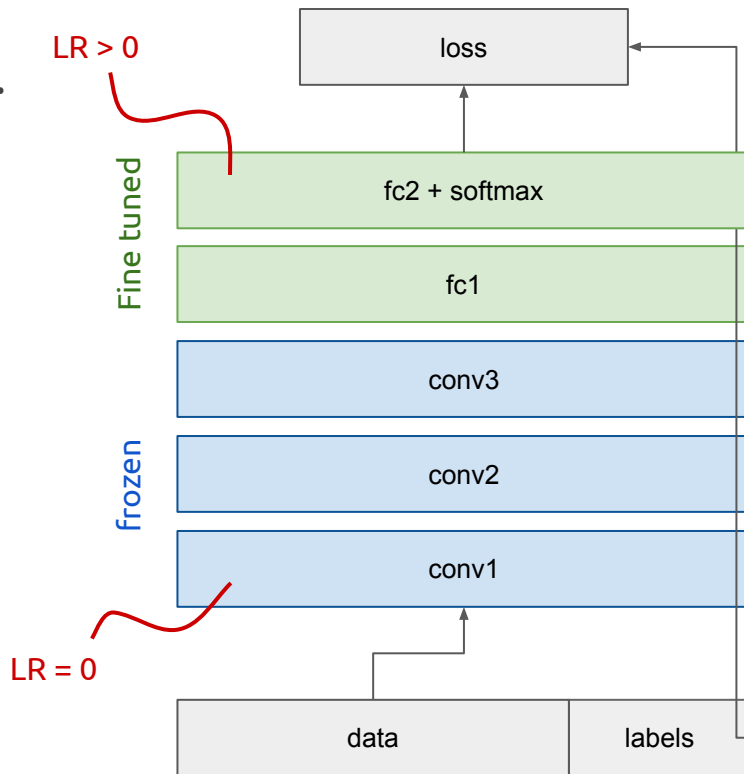 LR > 0
loss
Fine tuned
fc2 + softmax
fc1
conv3
frozen
conv2
conv1
LR = 0
data
labels